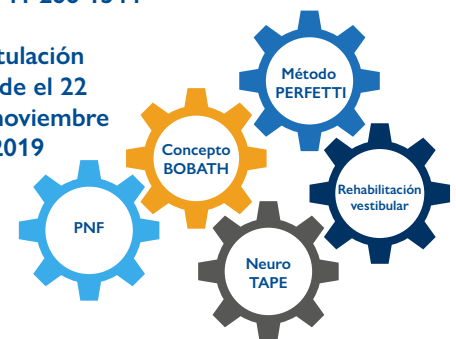 tulación
de el 22
noviembre
2019
Método
PERFETTI
Concepto
BOBATH
Rehabilitación
vestibular
PNF
Neuro
TAPE